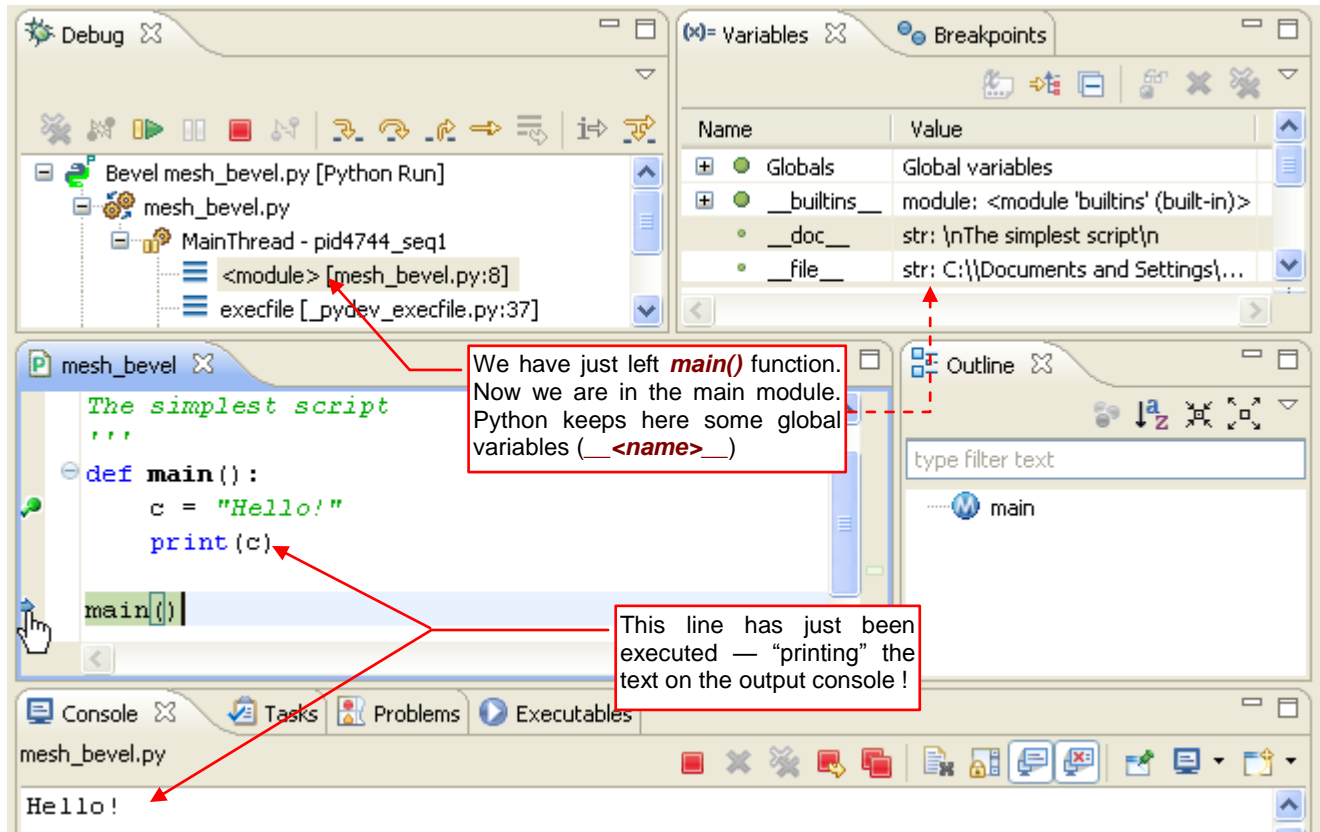 Debug
(x)= Variables
Breakpoints
Name Value
Bevel mesh_bevel.py [Python Run]
mesh_bevel.py
MainThread - pid4744_seq1
<module> [mesh_bevel.py:8]
execfile [_pydev_execfile.py:37]
Globals Global variables
__builtins__ module: <module 'builtins' (built-in)>
__doc__ str: \nThe simplest script\n
__file__ str: C:\\Documents and Settings\...
mesh_bevel
The simplest script
'''
def main():
c = "Hello!"
print(c)
main()
We have just left main() function.
Now we are in the main module.
Python keeps here some global
variables (__<name>__)
Outline
type filter text
main
This line has just been
executed — “printing” the
text on the output console !
Console
Tasks
Problems
Executables
mesh_bevel.py
Hello!